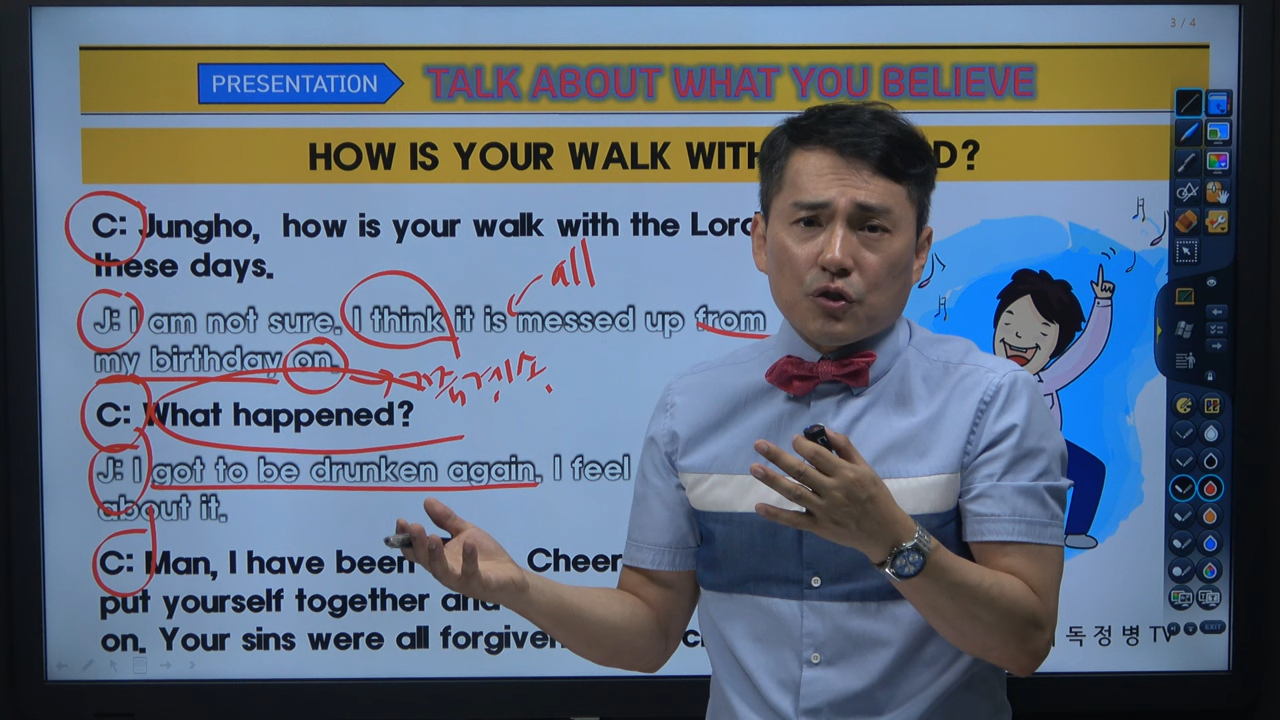 3 / 4
PRESENTATION TALK ABOUT WHAT YOU BELIEVE
HOW IS YOUR WALK WITH D?
C: Jungho, how is your walk with the Lord
these days.
all
J: I am not sure. I think it is messed up from
my birthday on.
C: What happened?
J: I got to be drunken again. I feel
about it.
C: Man, I have been Cheer
put yourself together and
on. Your sins were all forgiven
독정병 TV
EXIT